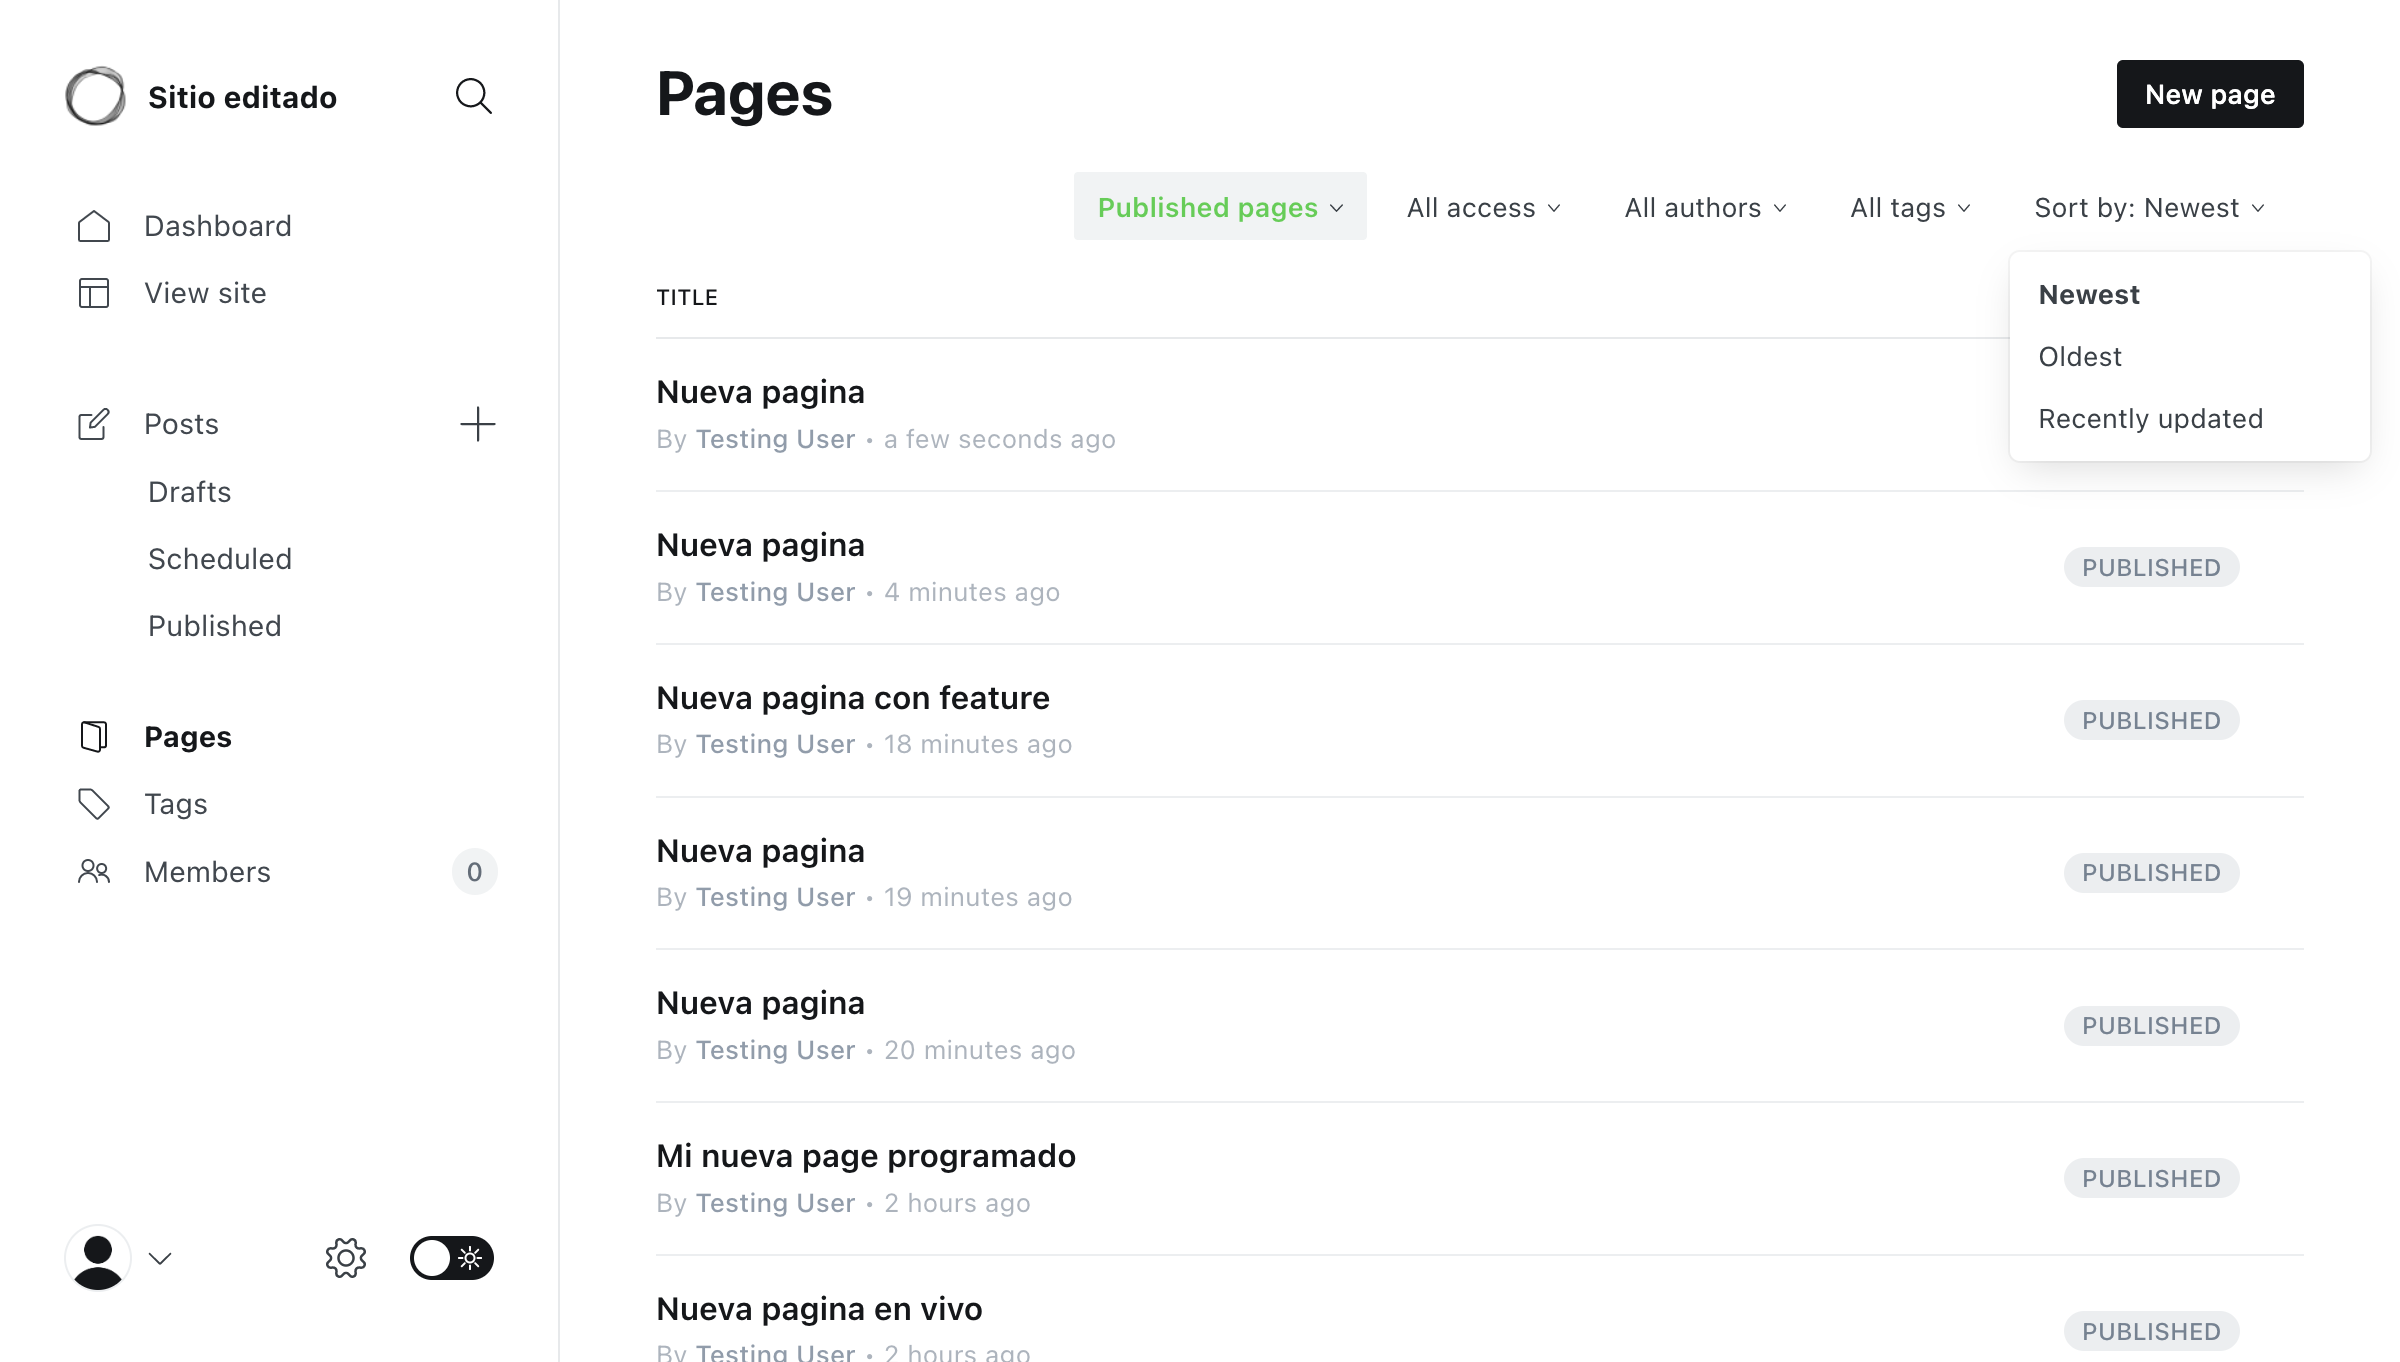 Sitio editado
Dashboard
View site
Posts
Drafts
Scheduled
Published
Pages
Tags
Members 0
Pages
New page
Published pages All access All authors All tags Sort by: Newest
Newest
Oldest
Recently updated
TITLE
Nueva pagina
By Testing User • a few seconds ago
Nueva pagina
By Testing User • 4 minutes ago
PUBLISHED
Nueva pagina con feature
By Testing User • 18 minutes ago
PUBLISHED
Nueva pagina
By Testing User • 19 minutes ago
PUBLISHED
Nueva pagina
By Testing User • 20 minutes ago
PUBLISHED
Mi nueva page programado
By Testing User • 2 hours ago
PUBLISHED
Nueva pagina en vivo
By Testing User • 2 hours ago
PUBLISHED